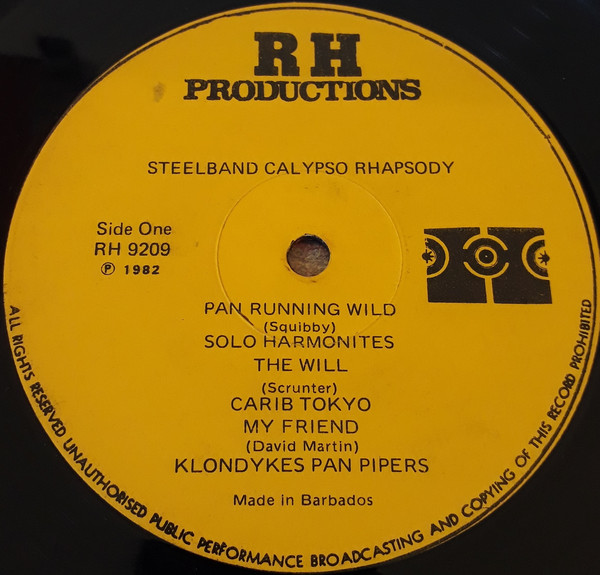 RH
PRODUCTIONS
STEELBAND CALYPSO RHAPSODY
Side One
RH 9209
℗ 1982
PAN RUNNING WILD
(Squibby)
SOLO HARMONITES
THE WILL
(Scrunter)
CARIB TOKYO
MY FRIEND
(David Martin)
KLONDYKES PAN PIPERS
Made in Barbados
ALL RIGHTS RESERVED UNAUTHORISED PUBLIC PERFORMANCE BROADCASTING AND COPYING OF THIS RECORD PROHIBITED